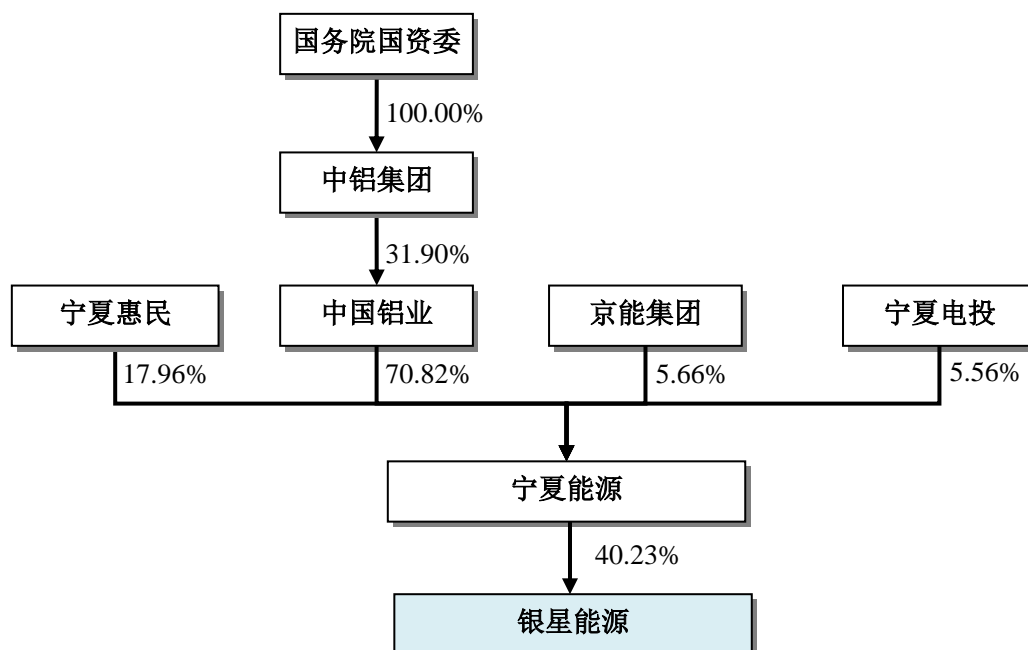 国务院国资委
100.00%
中铝集团
31.90%
宁夏惠民
中国铝业
京能集团
宁夏电投
17.96%
70.82%
5.66%
5.56%
宁夏能源
40.23%
银星能源